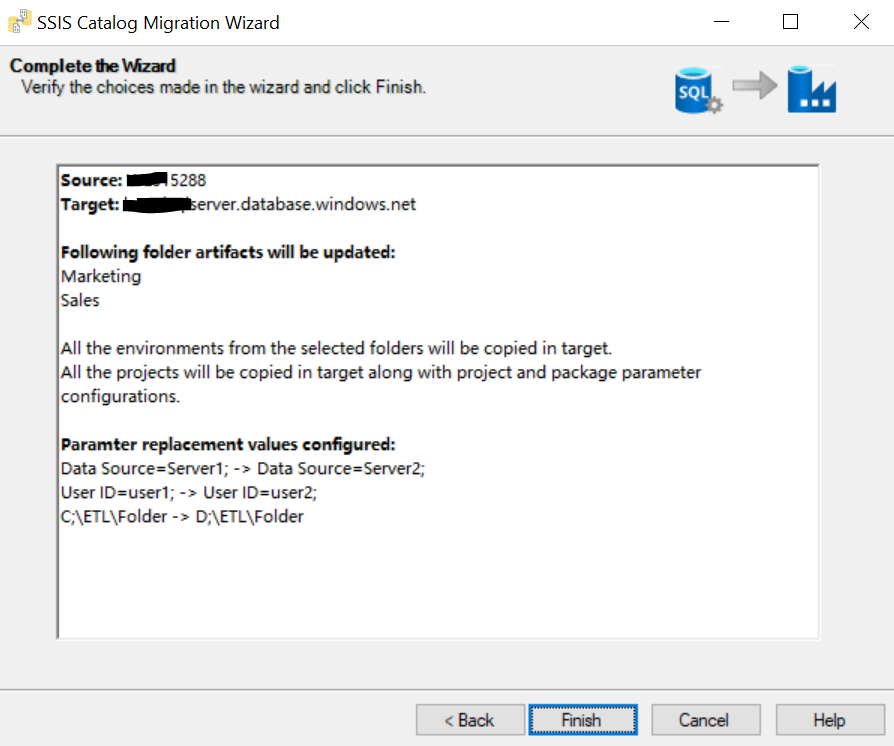 SSIS Catalog Migration Wizard
Complete the Wizard
Verify the choices made in the wizard and click Finish.
SQL
Source: 5288
Target: server.database.windows.net
Following folder artifacts will be updated:
Marketing
Sales
All the environments from the selected folders will be copied in target.
All the projects will be copied in target along with project and package parameter
configurations.
Paramter replacement values configured:
Data Source=Server1; -> Data Source=Server2;
User ID=user1; -> User ID=user2;
C;\ETL\Folder -> D;\ETL\Folder
< Back
Finish
Cancel
Help